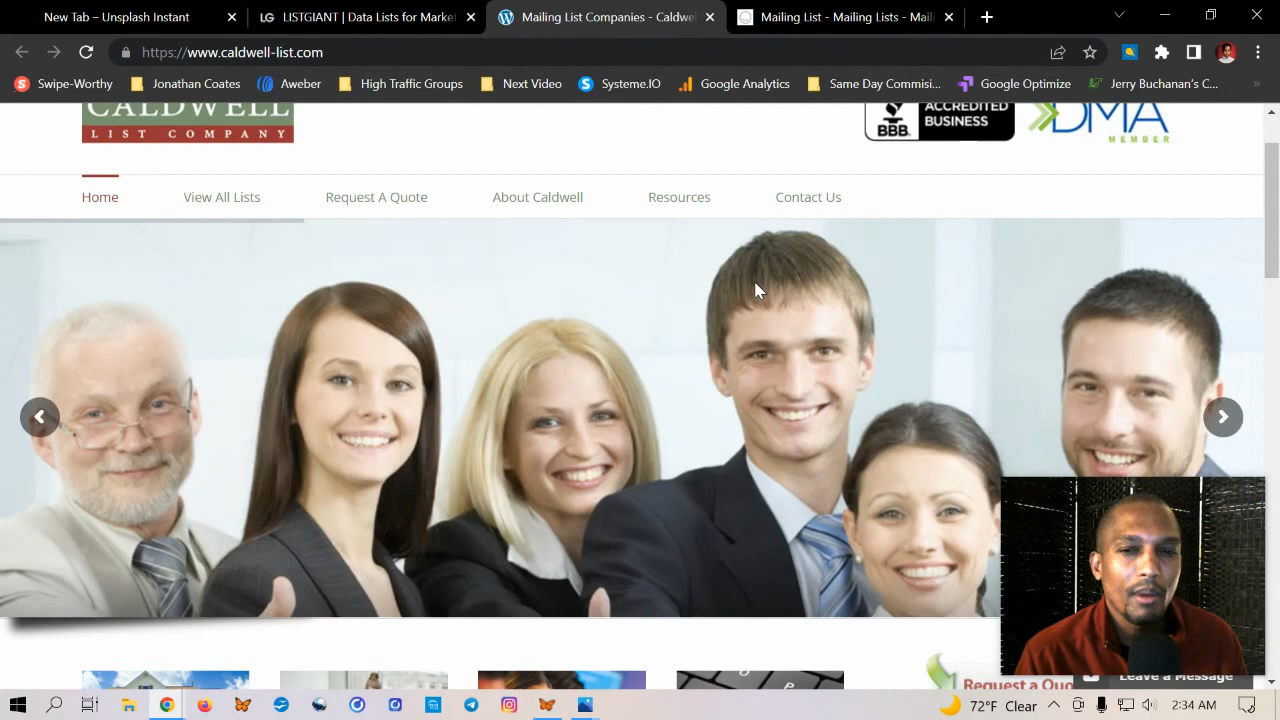 New Tab - Unsplash Instant
LG LISTGIANT | Data Lists for Market
Mailing List Companies - Caldwe
Mailing List - Mailing Lists - Maili
https://www.caldwell-list.com
Swipe-Worthy
Jonathan Coates
Aweber
High Traffic Groups
Next Video
Systeme.IO
Google Analytics
Same Day Commisi...
Google Optimize
Jerry Buchanan's C...
CALDWELL
LIST COMPANY
BBB.
ACCREDITED
BUSINESS
DMA
MEMBER
Home
View All Lists
Request A Quote
About Caldwell
Resources
Contact Us
Request a Quo
Leave a Message
72°F Clear
2:34 AM